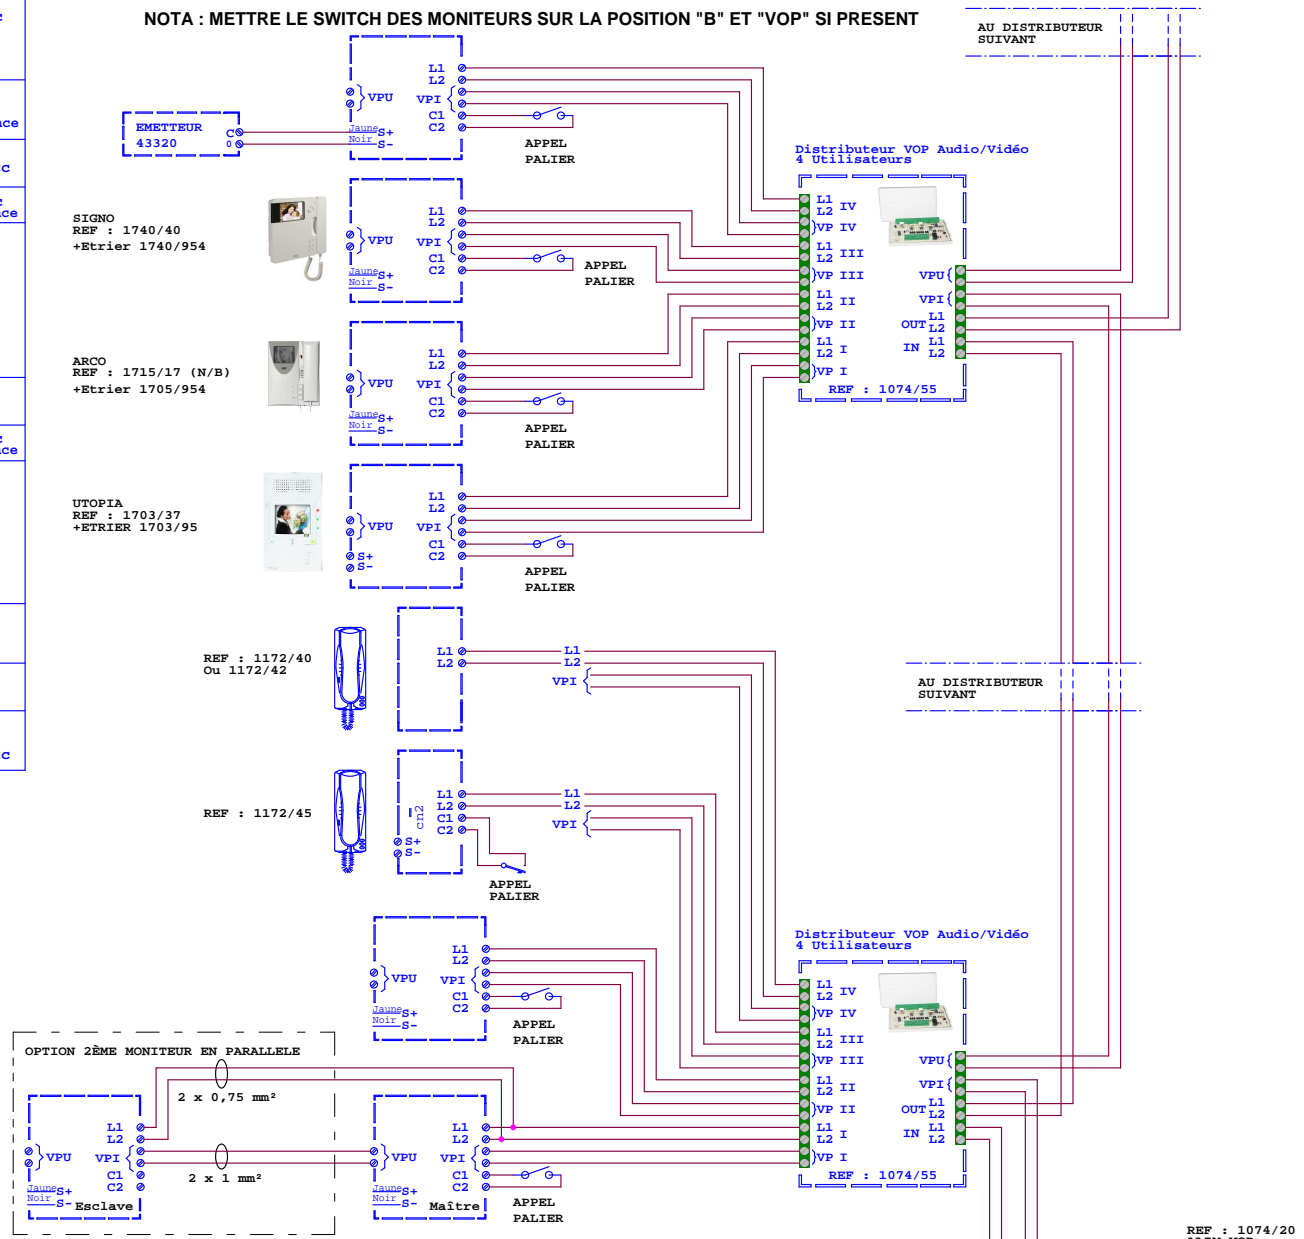 NOTA : METTRE LE SWITCH DES MONITEURS SUR LA POSITION "B" ET "VOP" SI PRESENT
AU DISTRIBUTEUR
SUIVANT
L1
L2
VPU
VPI
C1
C2
Jaune S+
Noir S-
APPEL
PALIER
EMETTEUR
43320
C
0
SIGNO
REF : 1740/40
+Etrier 1740/954
L1
L2
VPU
VPI
C1
C2
Jaune S+
Noir S-
APPEL
PALIER
ARCO
REF : 1715/17 (N/B)
+Etrier 1705/954
L1
L2
VPU
VPI
C1
C2
Jaune S+
Noir S-
APPEL
PALIER
UTOPIA
REF : 1703/37
+ETRIER 1703/95
L1
L2
VPU
VPI
C1
C2
S+
S-
APPEL
PALIER
Distributeur VOP Audio/Vidéo
4 Utilisateurs
L1
L2 IV
VP IV
L1
L2 III
VP III
L1
L2 II
VP II
L1
L2 I
VP I
VPU
VPI
OUT L1
L2
IN L1
L2
REF : 1074/55
REF : 1172/40
Ou 1172/42
L1
L2
L1
L2
VPI
AU DISTRIBUTEUR
SUIVANT
REF : 1172/45
cn2
L1
L2
C1
C2
S+
S-
L1
L2
VPI
APPEL
PALIER
L1
L2
VPU
VPI
C1
C2
Jaune S+
Noir S-
APPEL
PALIER
Distributeur VOP Audio/Vidéo
4 Utilisateurs
L1
L2 IV
VP IV
L1
L2 III
VP III
L1
L2 II
VP II
L1
L2 I
VP I
VPU
VPI
OUT L1
L2
IN L1
L2
REF : 1074/55
OPTION 2ÈME MONITEUR EN PARALLELE
2 x 0,75 mm²
2 x 1 mm²
L1
L2
VPU
VPI
C1
C2
Jaune S+
Noir S-
Esclave
L1
L2
VPU
VPI
C1
C2
Jaune S+
Noir S-
Maître
APPEL
PALIER
REF : 1074/20